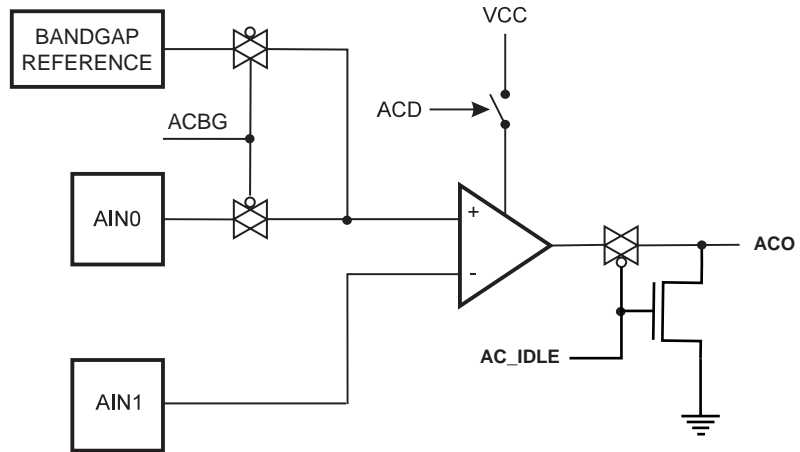 BANDGAP
REFERENCE
VCC
ACBG
ACD
AIN0
+
-
ACO
AC_IDLE
AIN1